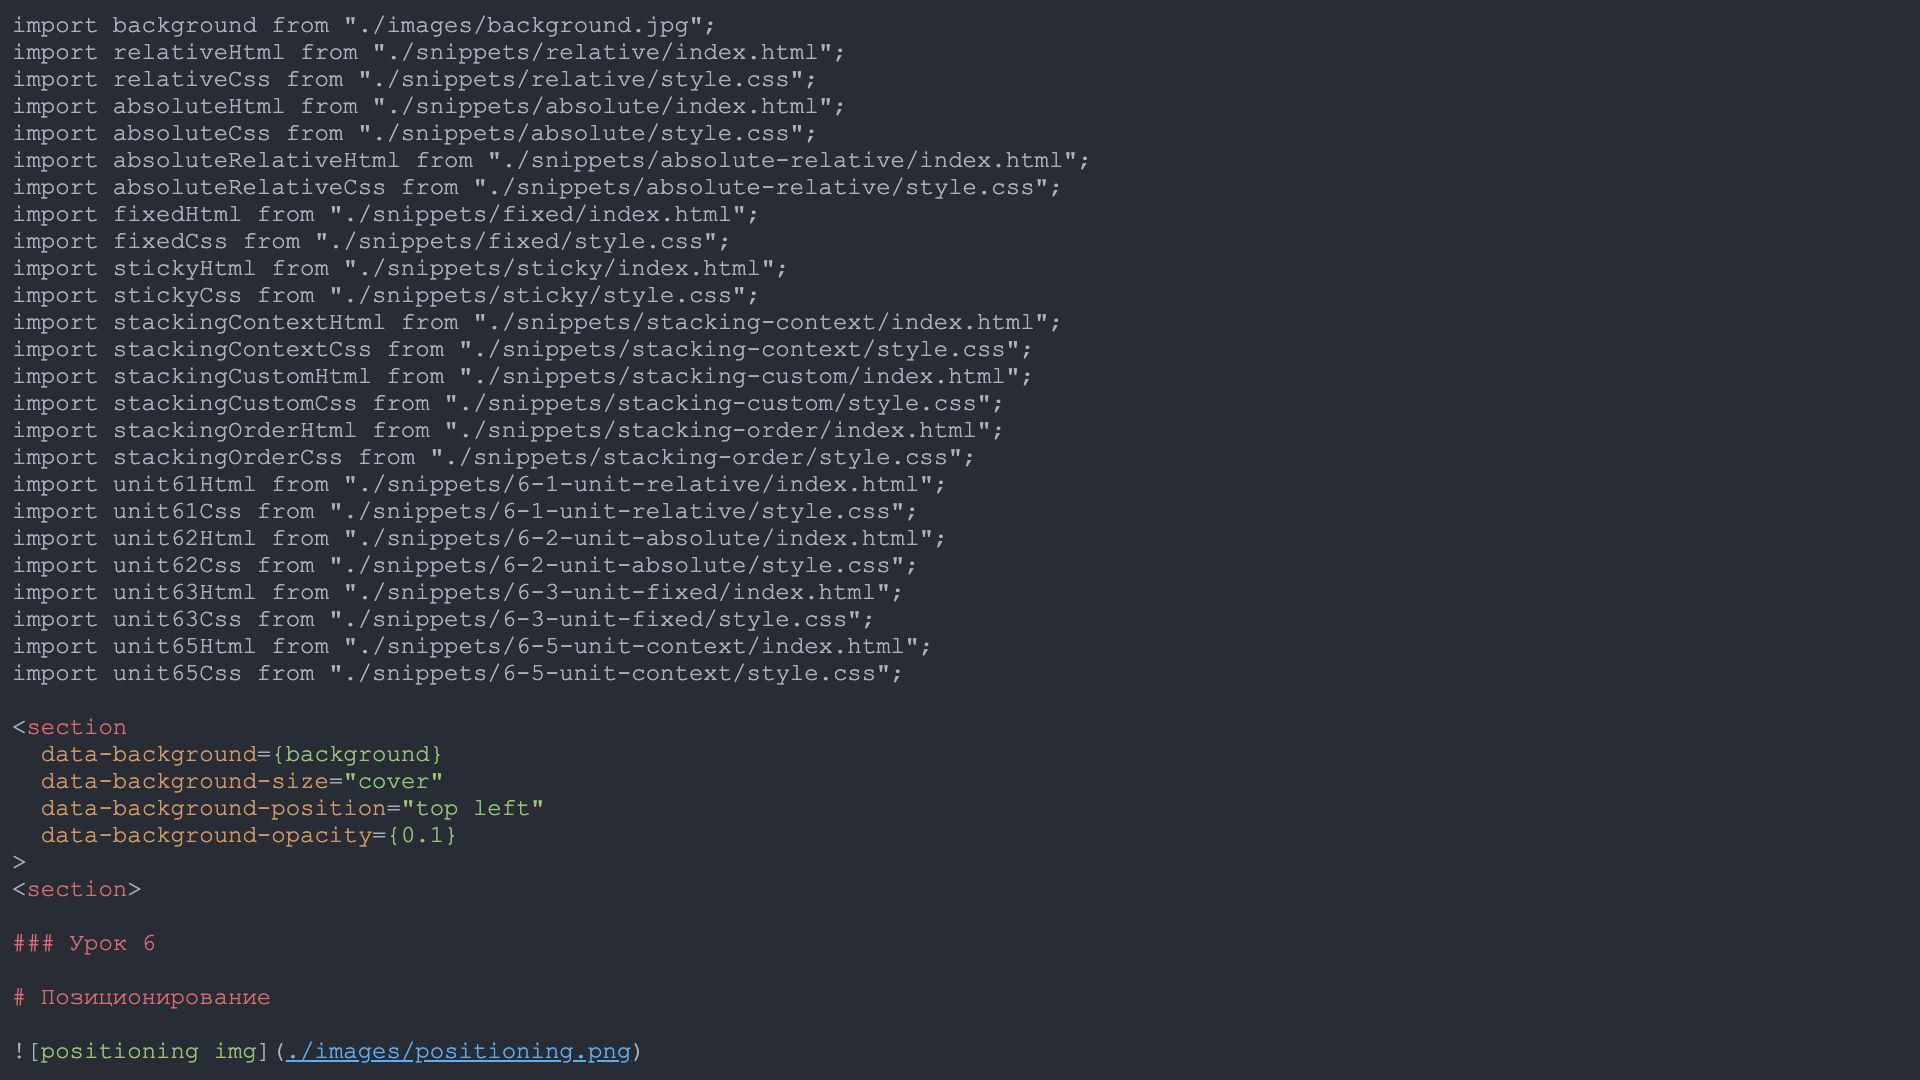 import background from "./images/background.jpg";
import relativeHtml from "./snippets/relative/index.html";
import relativeCss from "./snippets/relative/style.css";
import absoluteHtml from "./snippets/absolute/index.html";
import absoluteCss from "./snippets/absolute/style.css";
import absoluteRelativeHtml from "./snippets/absolute-relative/index.html";
import absoluteRelativeCss from "./snippets/absolute-relative/style.css";
import fixedHtml from "./snippets/fixed/index.html";
import fixedCss from "./snippets/fixed/style.css";
import stickyHtml from "./snippets/sticky/index.html";
import stickyCss from "./snippets/sticky/style.css";
import stackingContextHtml from "./snippets/stacking-context/index.html";
import stackingContextCss from "./snippets/stacking-context/style.css";
import stackingCustomHtml from "./snippets/stacking-custom/index.html";
import stackingCustomCss from "./snippets/stacking-custom/style.css";
import stackingOrderHtml from "./snippets/stacking-order/index.html";
import stackingOrderCss from "./snippets/stacking-order/style.css";
import unit61Html from "./snippets/6-1-unit-relative/index.html";
import unit61Css from "./snippets/6-1-unit-relative/style.css";
import unit62Html from "./snippets/6-2-unit-absolute/index.html";
import unit62Css from "./snippets/6-2-unit-absolute/style.css";
import unit63Html from "./snippets/6-3-unit-fixed/index.html";
import unit63Css from "./snippets/6-3-unit-fixed/style.css";
import unit65Html from "./snippets/6-5-unit-context/index.html";
import unit65Css from "./snippets/6-5-unit-context/style.css";

<section
  data-background={background}
  data-background-size="cover"
  data-background-position="top left"
  data-background-opacity={0.1}
>
<section>

### Урок 6

# Позиционирование

![positioning img](./images/positioning.png)